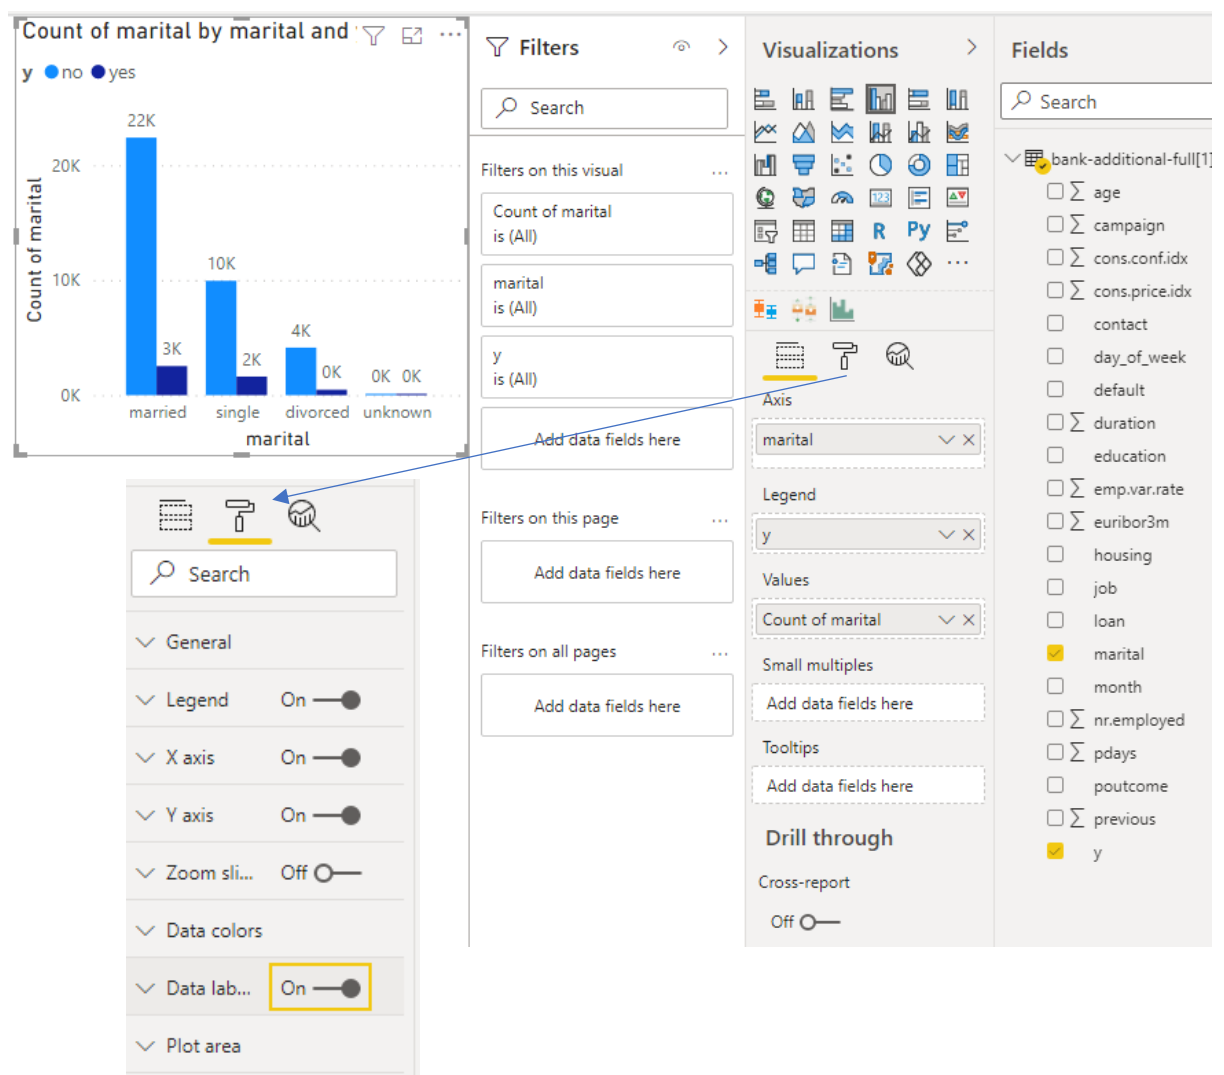 Count of marital by marital and
y no yes
22K
20K
10K
10K
4K
3K
2K
0K
0K 0K
0K
married single divorced unknown
marital
Count of marital
Search
General
Legend On
X axis On
Y axis On
Zoom sli... Off
Data colors
Data lab... On
Plot area
Filters
Search
Filters on this visual ...
Count of marital
is (All)
marital
is (All)
y
is (All)
Add data fields here
Filters on this page ...
Add data fields here
Filters on all pages ...
Add data fields here
Visualizations
123
R Py
...
Axis
marital
Legend
y
Values
Count of marital
Small multiples
Add data fields here
Tooltips
Add data fields here
Drill through
Cross-report
Off
Fields
Search
bank-additional-full[1]
∑ age
∑ campaign
∑ cons.conf.idx
∑ cons.price.idx
contact
day_of_week
default
∑ duration
education
∑ emp.var.rate
∑ euribor3m
housing
job
loan
marital
month
∑ nr.employed
∑ pdays
poutcome
∑ previous
y